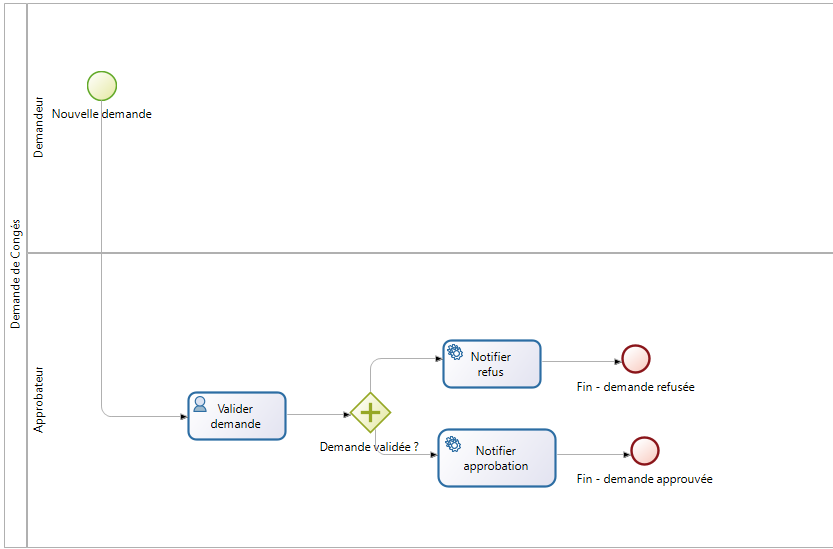 Demande de Congés
Demandeur
Nouvelle demande
Approbateur
Valider
demande
Demande validée ?
Notifier
refus
Fin - demande refusée
Notifier
approbation
Fin - demande approuvée